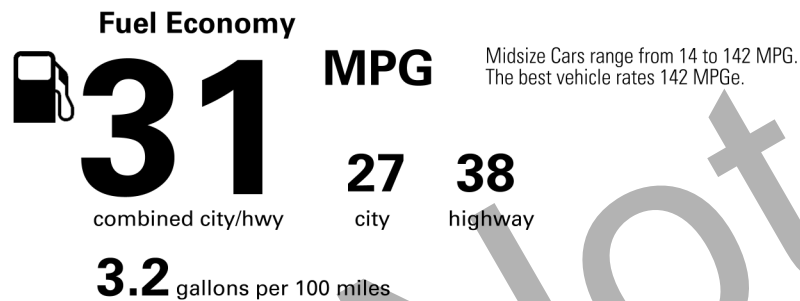 Fuel Economy
31 MPG
Midsize Cars range from 14 to 142 MPG.
The best vehicle rates 142 MPGe.
27 38
combined city/hwy city highway
3.2 gallons per 100 miles
Not